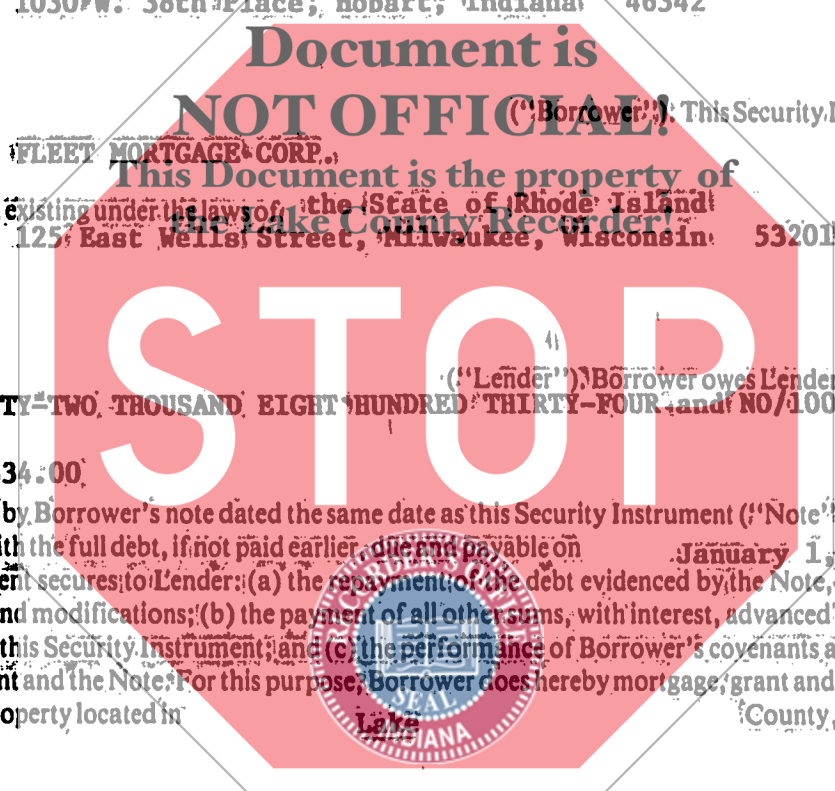 1030 W. 38th Place, Hobart, Indiana 46342
Document is
NOT OFFICIAL!
("Borrower"). This Security
FLEET MORTGAGE CORP.
This Document is the property of
existing under the laws of the State of Rhode Island
the Lake County Recorder!
125 East Wells Street, Milwaukee, Wisconsin 53201
STOP
("Lender"). Borrower owes Lender
TY-TWO THOUSAND EIGHT HUNDRED THIRTY-FOUR and NO/100
34.00
by Borrower's note dated the same date as this Security Instrument ("Note"
th the full debt, if not paid earlier, due and payable on January 1,
ent secures to Lender: (a) the repayment of the debt evidenced by the Note,
nd modifications; (b) the payment of all other sums, with interest, advanced
this Security Instrument; and (c) the performance of Borrower's covenants a
nt and the Note. For this purpose, Borrower does hereby mortgage, grant and
operty located in Lake County,
RECORDER'S OFFICE
SEAL
INDIANA